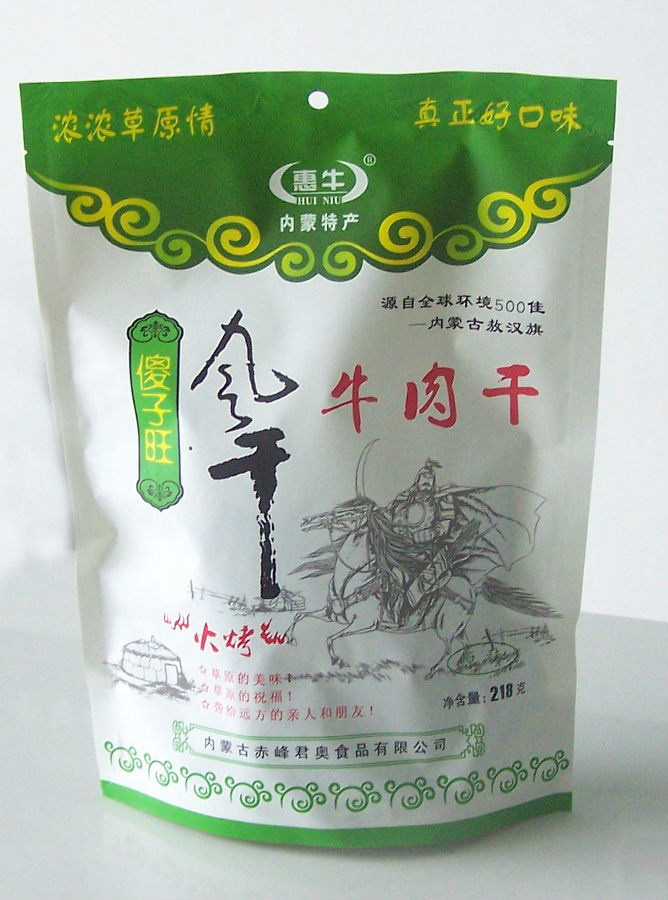 浓浓草原情
真正好口味
惠牛®
HUI NIU
内蒙特产
源自全球环境500佳
—内蒙古敖汉旗
傻子旺
风干
牛肉干
火烤
☆草原的美味！
☆草原的祝福！
☆带给远方的亲人和朋友！
原味
净含量：218克
内蒙古赤峰君奥食品有限公司